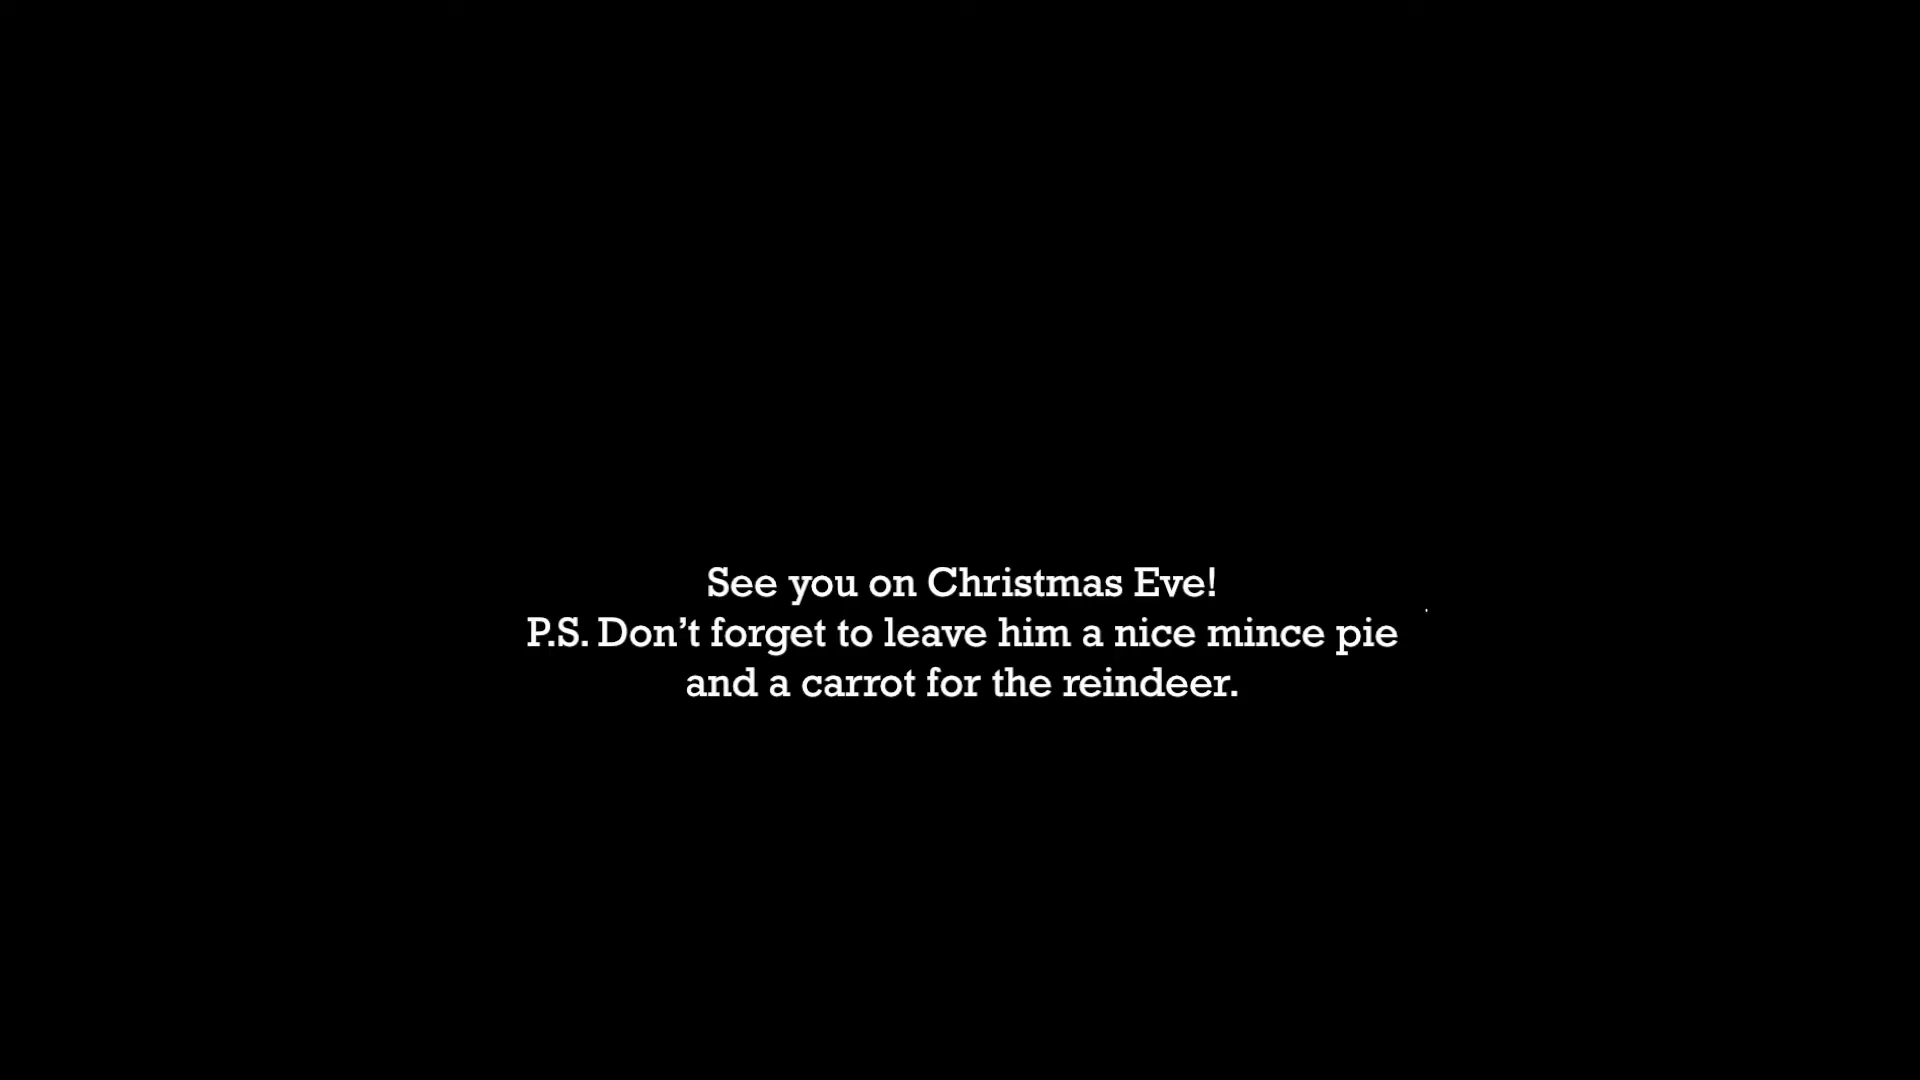 See you on Christmas Eve!
P.S. Don’t forget to leave him a nice mince pie
and a carrot for the reindeer.